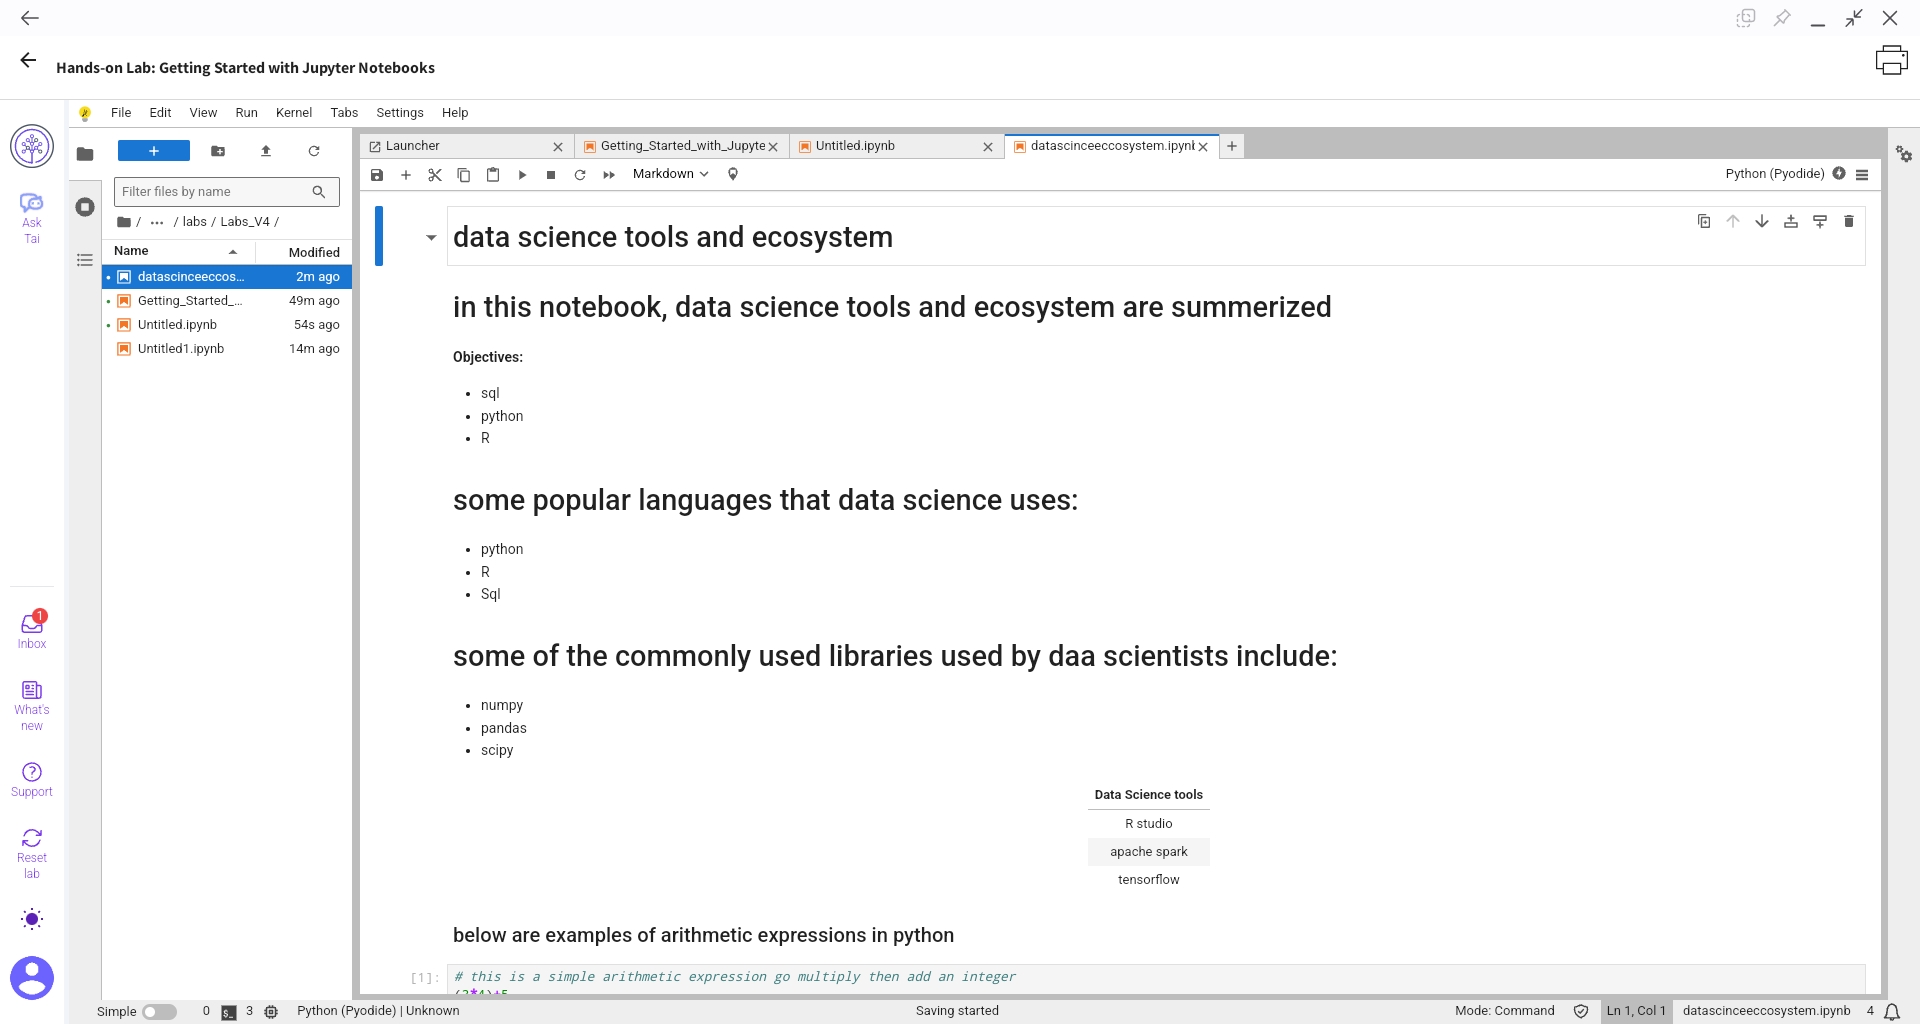 Hands-on Lab: Getting Started with Jupyter Notebooks
File Edit View Run Kernel Tabs Settings Help
Launcher
Getting_Started_with_Jupyte
Untitled.ipynb
datascinceeccosystem.ipynb
Filter files by name
Markdown
Python (Pyodide)
/ ... / labs / Labs_V4 /
Name Modified
datascinceeccos... 2m ago
Getting_Started_... 49m ago
Untitled.ipynb 54s ago
Untitled1.ipynb 14m ago
Ask
Tai
1
Inbox
What's
new
Support
Reset
lab
data science tools and ecosystem
in this notebook, data science tools and ecosystem are summerized
Objectives:
sql
python
R
some popular languages that data science uses:
python
R
Sql
some of the commonly used libraries used by daa scientists include:
numpy
pandas
scipy
Data Science tools
R studio
apache spark
tensorflow
below are examples of arithmetic expressions in python
[1]: # this is a simple arithmetic expression go multiply then add an integer
(3*4)+5
Simple 0 3 Python (Pyodide) | Unknown Saving started Mode: Command Ln 1, Col 1 datascinceeccosystem.ipynb 4